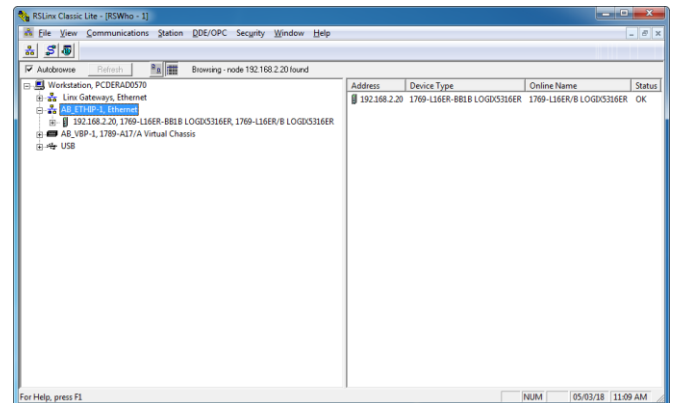 RSLinx Classic Lite - [RSWho - 1]
File View Communications Station DDE/OPC Security Window Help
Autobrowse Refresh Browsing - node 192.168.2.20 found
Workstation, PCDERAD0570
Linx Gateways, Ethernet
AB_ETHIP-1, Ethernet
192.168.2.20, 1769-L16ER-BB1B LOGIX5316ER, 1769-L16ER/B LOGIX5316ER
AB_VBP-1, 1789-A17/A Virtual Chassis
USB
Address Device Type Online Name Status
192.168.2.20 1769-L16ER-BB1B LOGIX5316ER 1769-L16ER/B LOGIX5316ER OK
For Help, press F1 NUM 05/03/18 11:09 AM